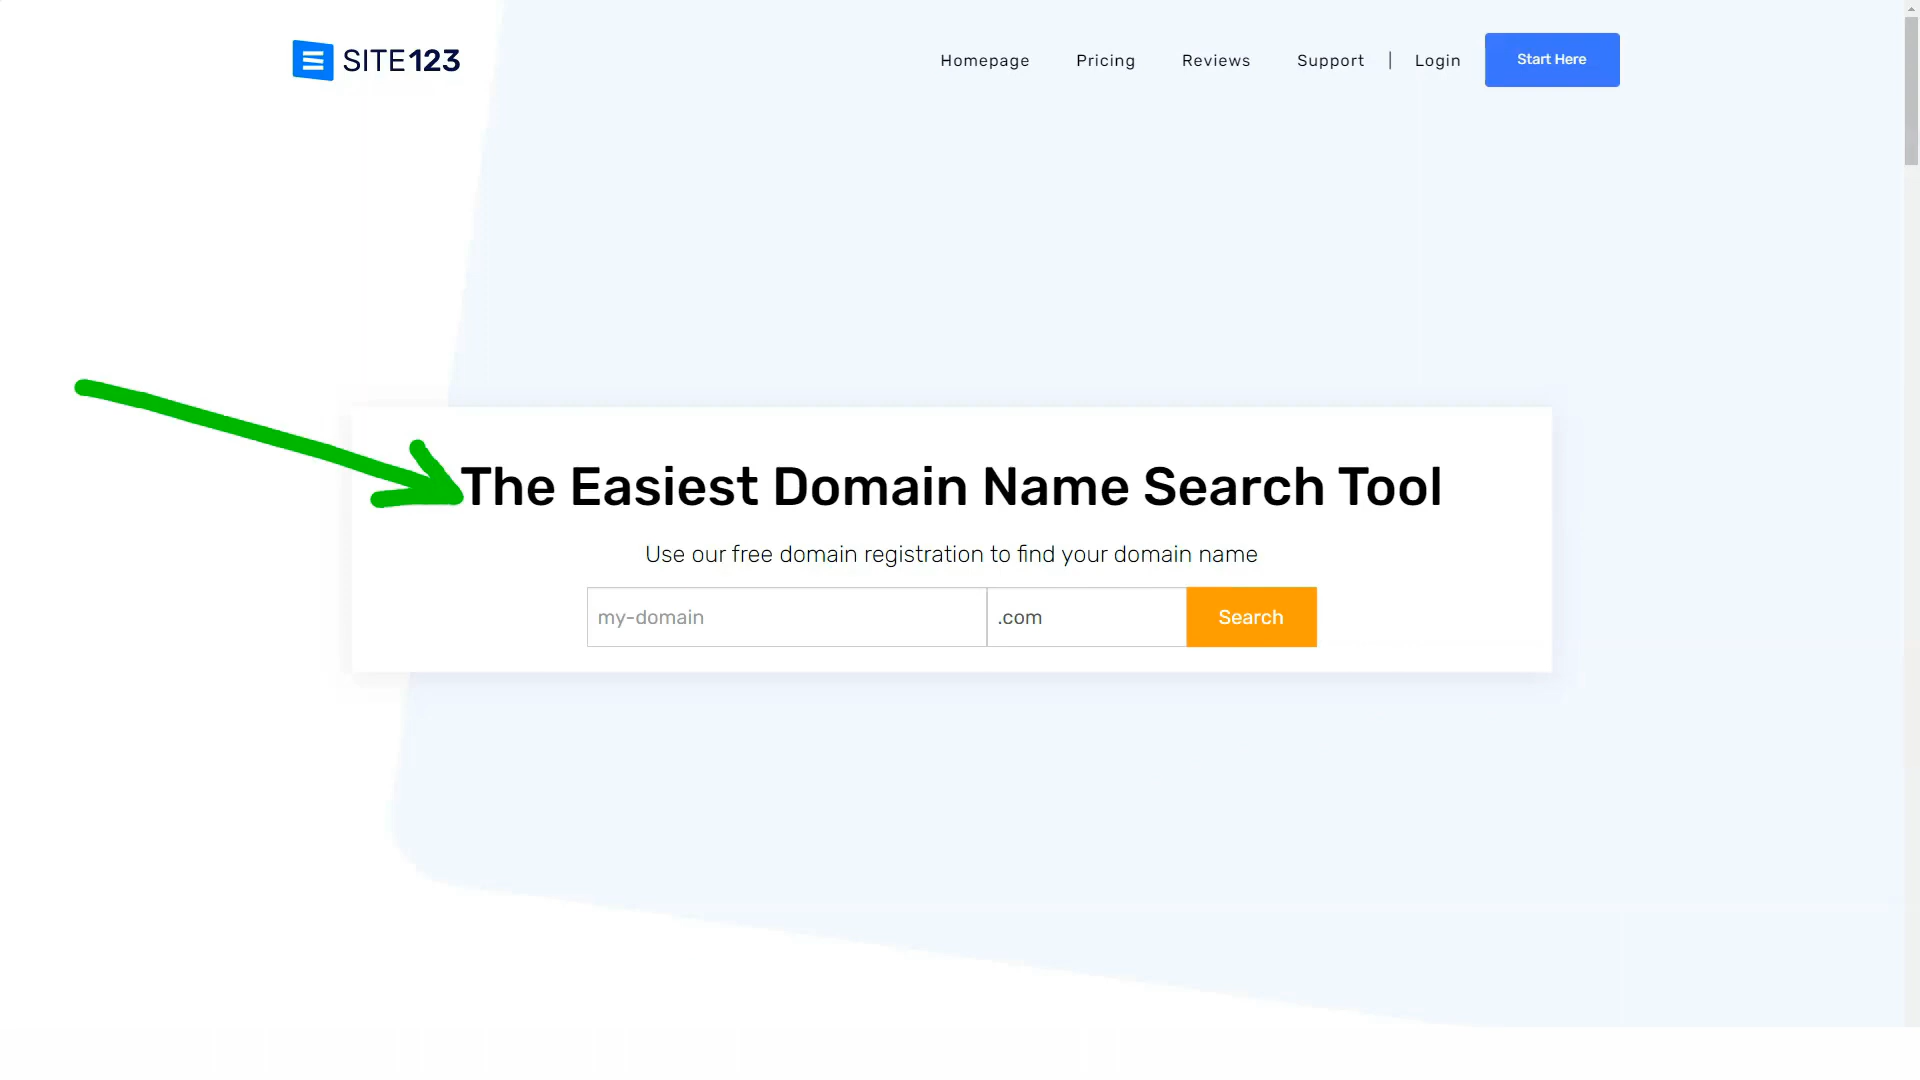 SITE123
Homepage Pricing Reviews Support | Login Start Here
The Easiest Domain Name Search Tool
Use our free domain registration to find your domain name
my-domain .com Search